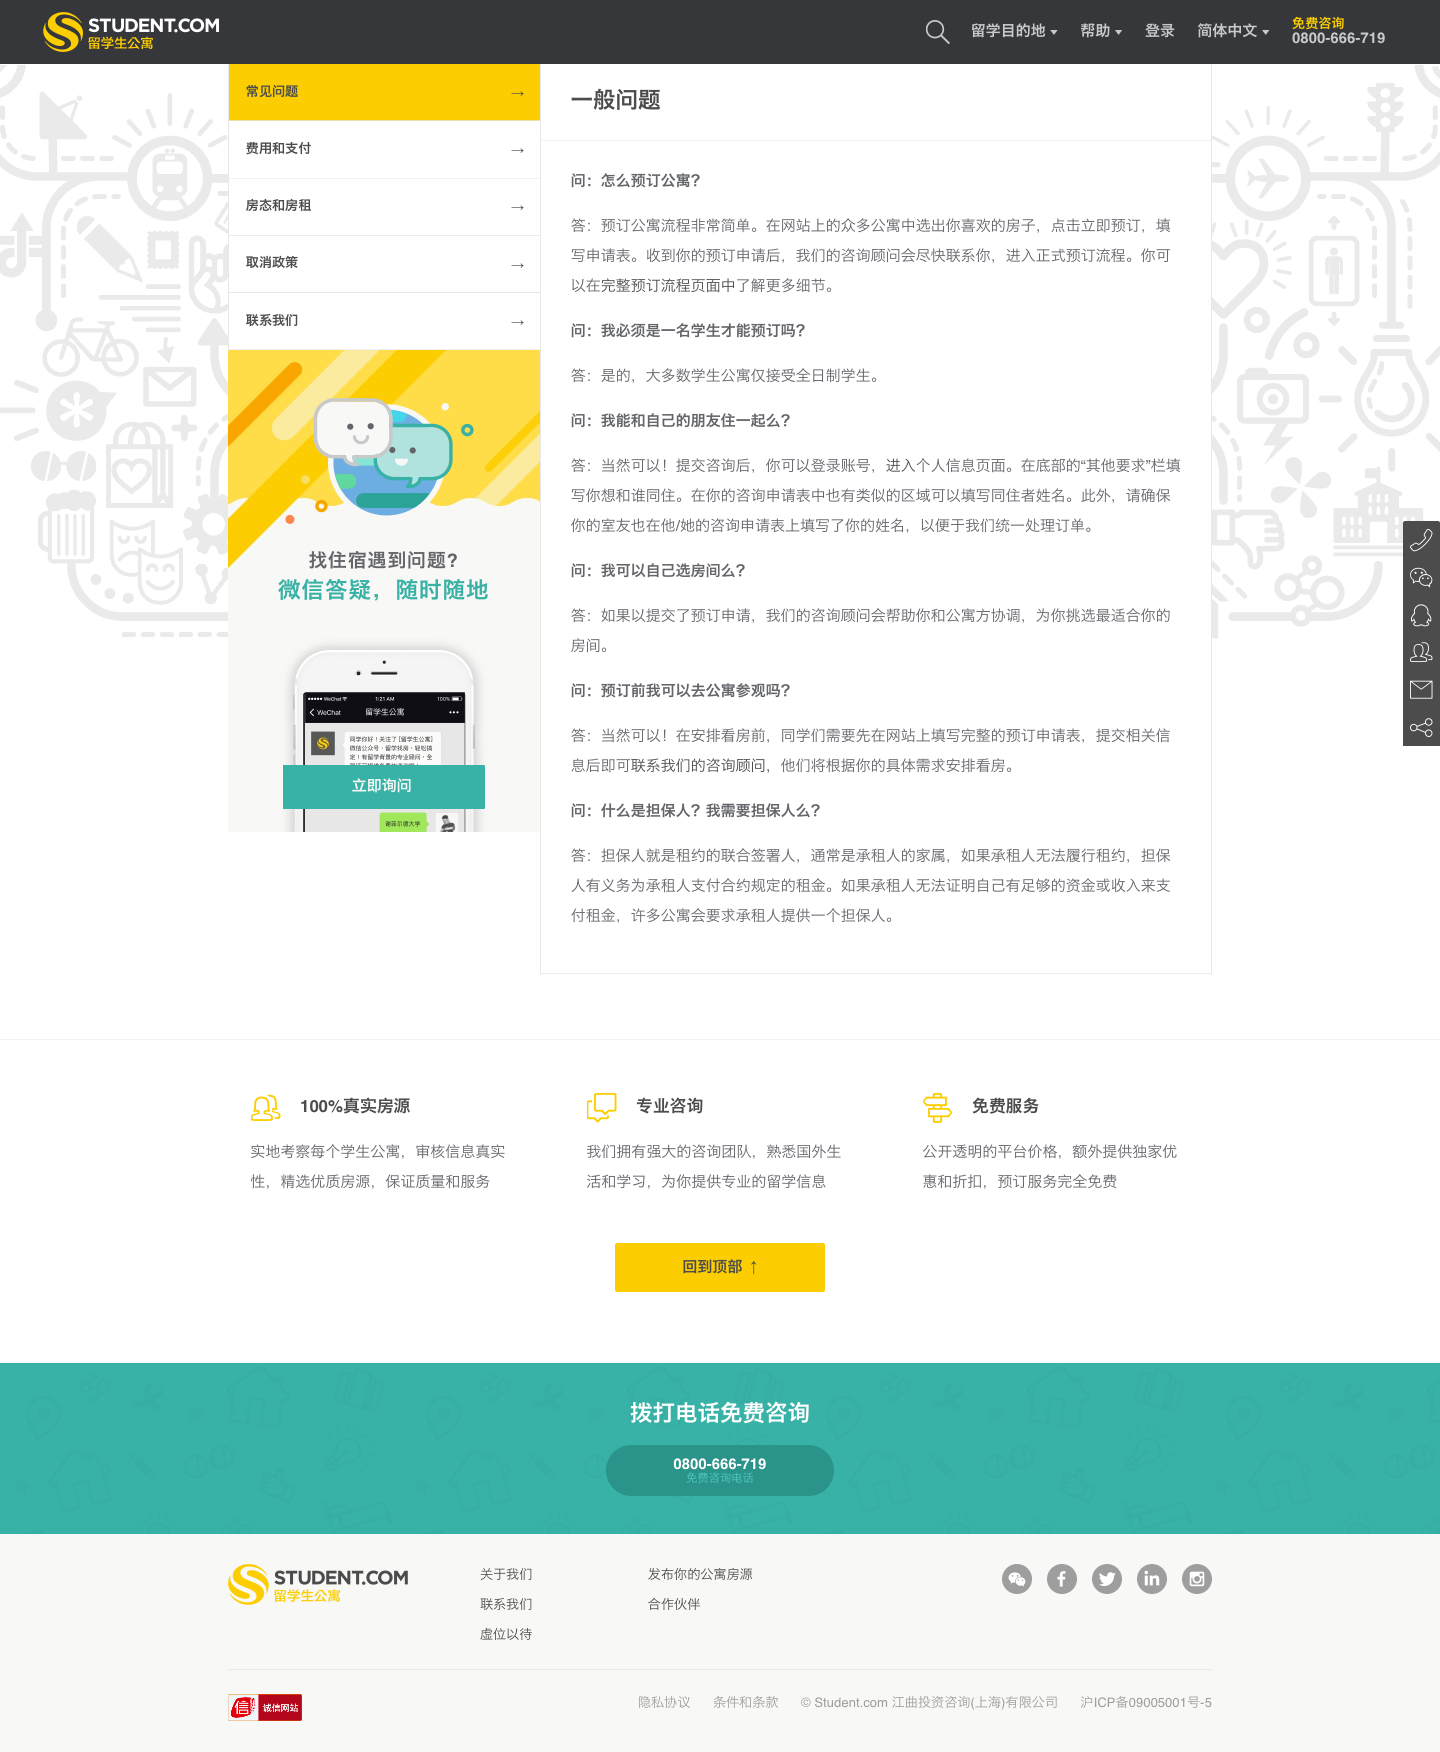 STUDENT.COM
留学生公寓
留学目的地
帮助
登录
简体中文
免费咨询
0800-666-719
常见问题 →
费用和支付 →
房态和房租 →
取消政策 →
联系我们 →
找住宿遇到问题?
微信答疑，随时随地
WeChat
1:21 AM
100%
WeChat
留学生公寓
同学你好！关注了 [留学生公寓]
微信公众号，留学找房，轻松搞
定！有留学背景的专业顾问，全
立即询问
谢菲尔德大学
一般问题
问：怎么预订公寓？
答：预订公寓流程非常简单。在网站上的众多公寓中选出你喜欢的房子，点击立即预订，填
写申请表。收到你的预订申请后，我们的咨询顾问会尽快联系你，进入正式预订流程。你可
以在完整预订流程页面中了解更多细节。
问：我必须是一名学生才能预订吗？
答：是的，大多数学生公寓仅接受全日制学生。
问：我能和自己的朋友住一起么？
答：当然可以！提交咨询后，你可以登录账号，进入个人信息页面。在底部的“其他要求”栏填
写你想和谁同住。在你的咨询申请表中也有类似的区域可以填写同住者姓名。此外，请确保
你的室友也在他/她的咨询申请表上填写了你的姓名，以便于我们统一处理订单。
问：我可以自己选房间么？
答：如果以提交了预订申请，我们的咨询顾问会帮助你和公寓方协调，为你挑选最适合你的
房间。
问：预订前我可以去公寓参观吗？
答：当然可以！在安排看房前，同学们需要先在网站上填写完整的预订申请表，提交相关信
息后即可联系我们的咨询顾问，他们将根据你的具体需求安排看房。
问：什么是担保人？我需要担保人么？
答：担保人就是租约的联合签署人，通常是承租人的家属，如果承租人无法履行租约，担保
人有义务为承租人支付合约规定的租金。如果承租人无法证明自己有足够的资金或收入来支
付租金，许多公寓会要求承租人提供一个担保人。
100%真实房源
实地考察每个学生公寓，审核信息真实
性，精选优质房源，保证质量和服务
专业咨询
我们拥有强大的咨询团队，熟悉国外生
活和学习，为你提供专业的留学信息
免费服务
公开透明的平台价格，额外提供独家优
惠和折扣，预订服务完全免费
回到顶部 ↑
拨打电话免费咨询
0800-666-719
免费咨询电话
STUDENT.COM
留学生公寓
关于我们
联系我们
虚位以待
发布你的公寓房源
合作伙伴
信 诚信网站
隐私协议
条件和条款
© Student.com 江曲投资咨询(上海)有限公司
沪ICP备09005001号-5